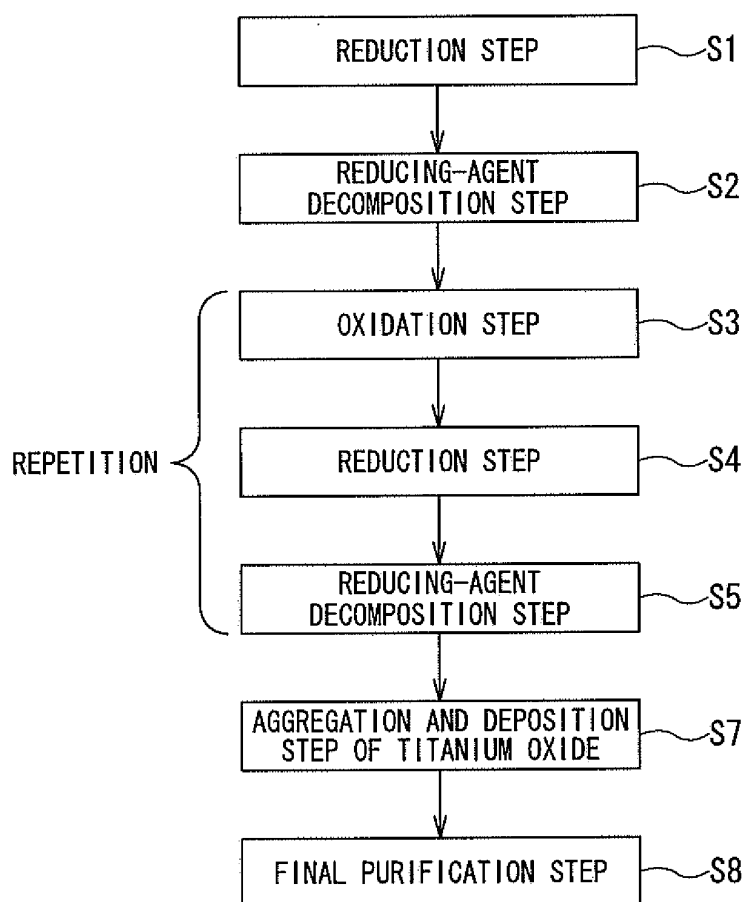 REDUCTION STEP
S1
REDUCING-AGENT
DECOMPOSITION STEP
S2
OXIDATION STEP
S3
REPETITION
REDUCTION STEP
S4
REDUCING-AGENT
DECOMPOSITION STEP
S5
AGGREGATION AND DEPOSITION
STEP OF TITANIUM OXIDE
S7
FINAL PURIFICATION STEP
S8